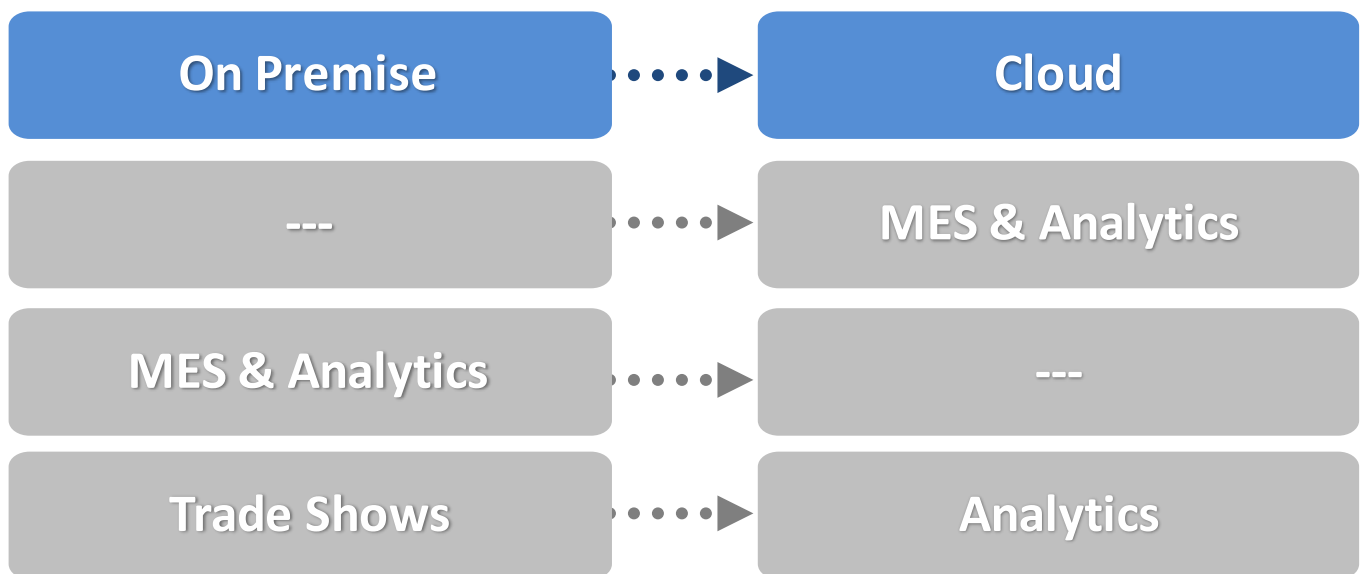 On Premise
Cloud
---
MES & Analytics
MES & Analytics
---
Trade Shows
Analytics